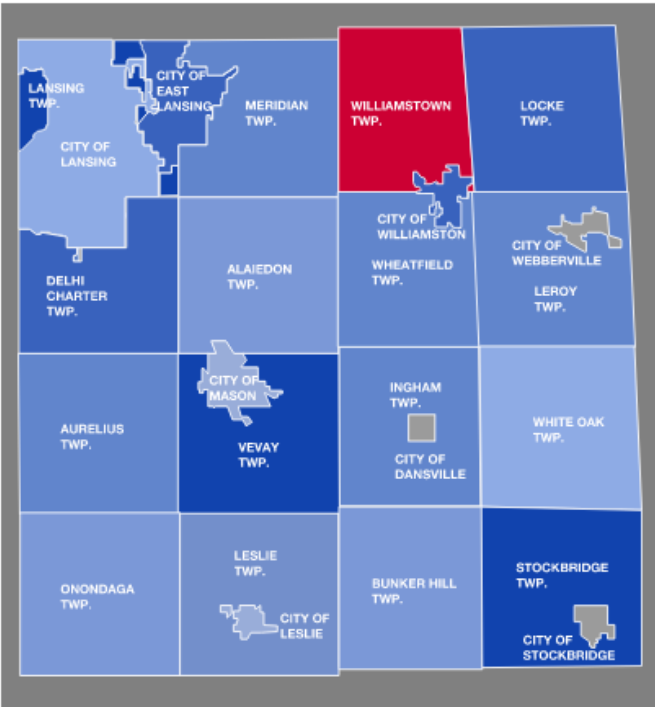 LANSING
TWP.
CITY OF
EAST
LANSING
MERIDIAN
TWP.
WILLIAMSTOWN
TWP.
LOCKE
TWP.
CITY OF
LANSING
DELHI
CHARTER
TWP.
ALAIEDON
TWP.
CITY OF
WILLIAMSTON
WHEATFIELD
TWP.
CITY OF
WEBBERVILLE
LEROY
TWP.
AURELIUS
TWP.
CITY OF
MASON
VEVAY
TWP.
INGHAM
TWP.
CITY OF
DANSVILLE
WHITE OAK
TWP.
ONONDAGA
TWP.
LESLIE
TWP.
CITY OF
LESLIE
BUNKER HILL
TWP.
STOCKBRIDGE
TWP.
CITY OF
STOCKBRIDGE